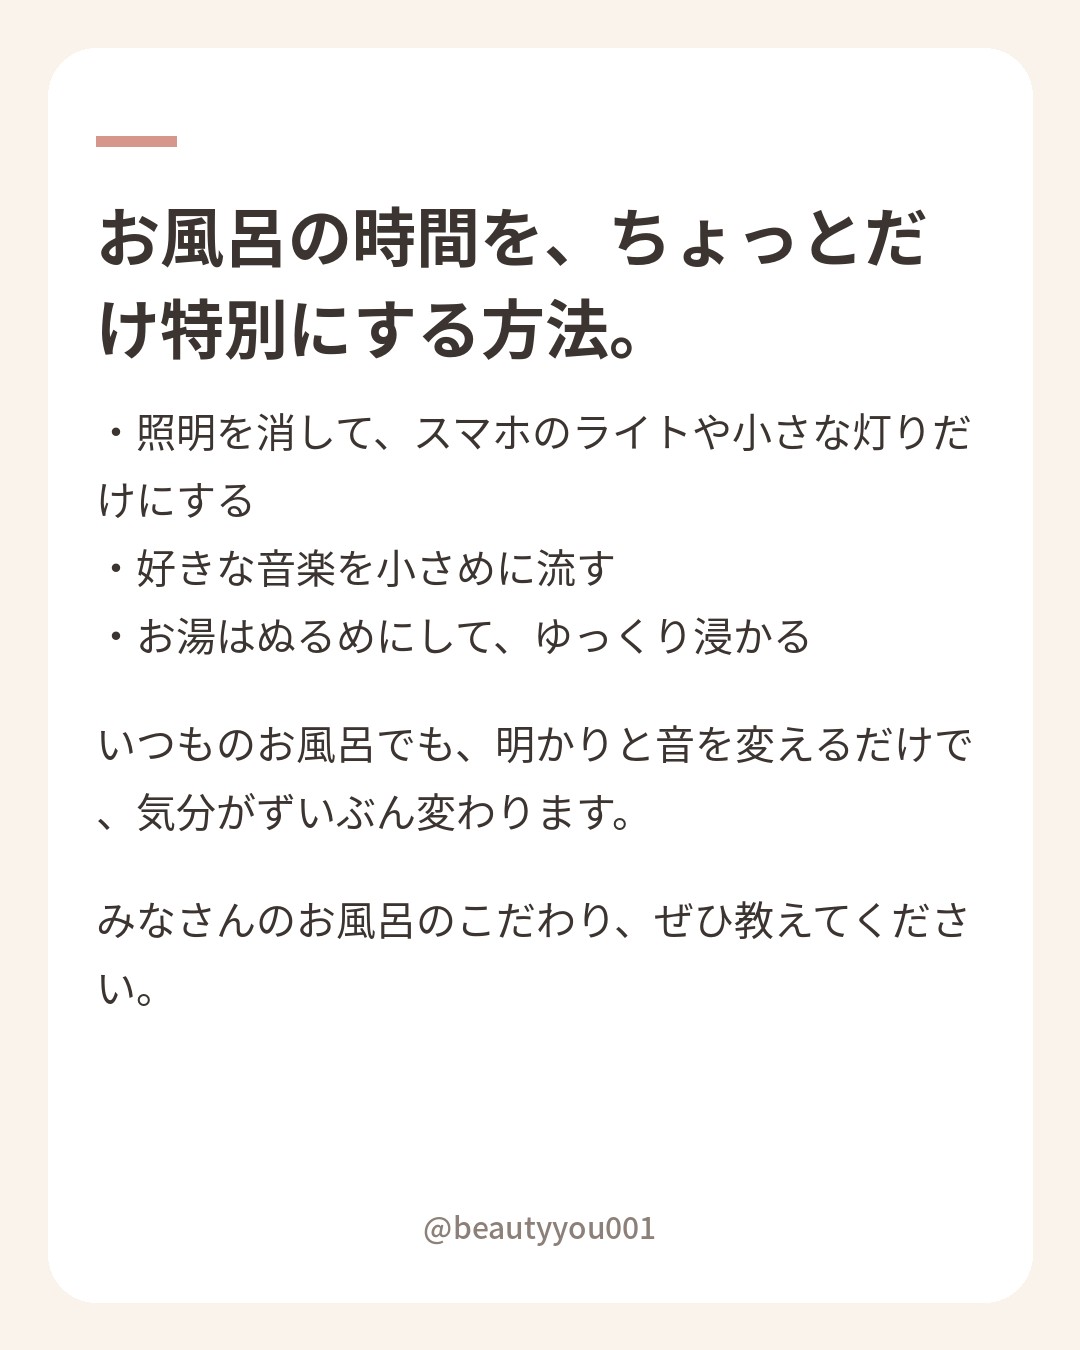 お風呂の時間を、ちょっとだ
け特別にする方法。
・照明を消して、スマホのライトや小さな灯りだ
けにする
・好きな音楽を小さめに流す
・お湯はぬるめにして、ゆっくり浸かる
いつものお風呂でも、明かりと音を変えるだけで
、気分がずいぶん変わります。
みなさんのお風呂のこだわり、ぜひ教えてくださ
い。
@beautyyou001